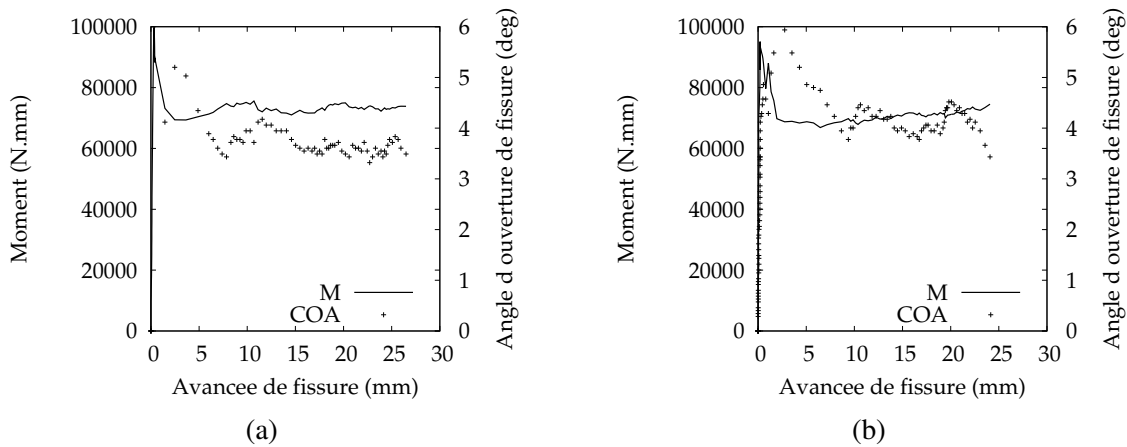 Moment (N.mm)
100000
80000
60000
40000
20000
0
0 5 10 15 20 25 30
Avancee de fissure (mm)
6
5
4
3
2
1
0
Angle d ouverture de fissure (deg)
M
COA
(a)
Moment (N.mm)
100000
80000
60000
40000
20000
0
0 5 10 15 20 25 30
Avancee de fissure (mm)
6
5
4
3
2
1
0
Angle d ouverture de fissure (deg)
M
COA
(b)